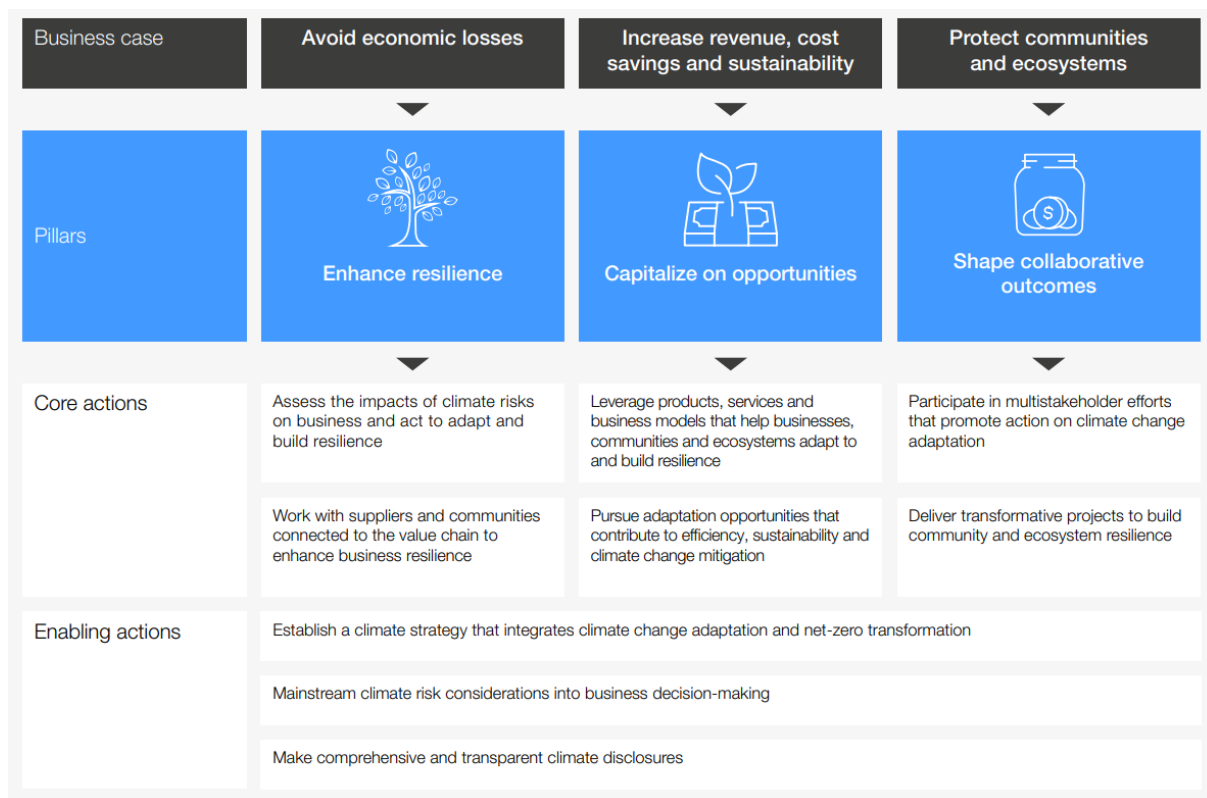 Business case
Avoid economic losses
Increase revenue, cost
savings and sustainability
Protect communities
and ecosystems
Pillars
Enhance resilience
Capitalize on opportunities
Shape collaborative
outcomes
$
Core actions
Assess the impacts of climate risks
on business and act to adapt and
build resilience
Leverage products, services and
business models that help businesses,
communities and ecosystems adapt to
and build resilience
Participate in multistakeholder efforts
that promote action on climate change
adaptation
Work with suppliers and communities
connected to the value chain to
enhance business resilience
Pursue adaptation opportunities that
contribute to efficiency, sustainability and
climate change mitigation
Deliver transformative projects to build
community and ecosystem resilience
Enabling actions
Establish a climate strategy that integrates climate change adaptation and net-zero transformation
Mainstream climate risk considerations into business decision-making
Make comprehensive and transparent climate disclosures